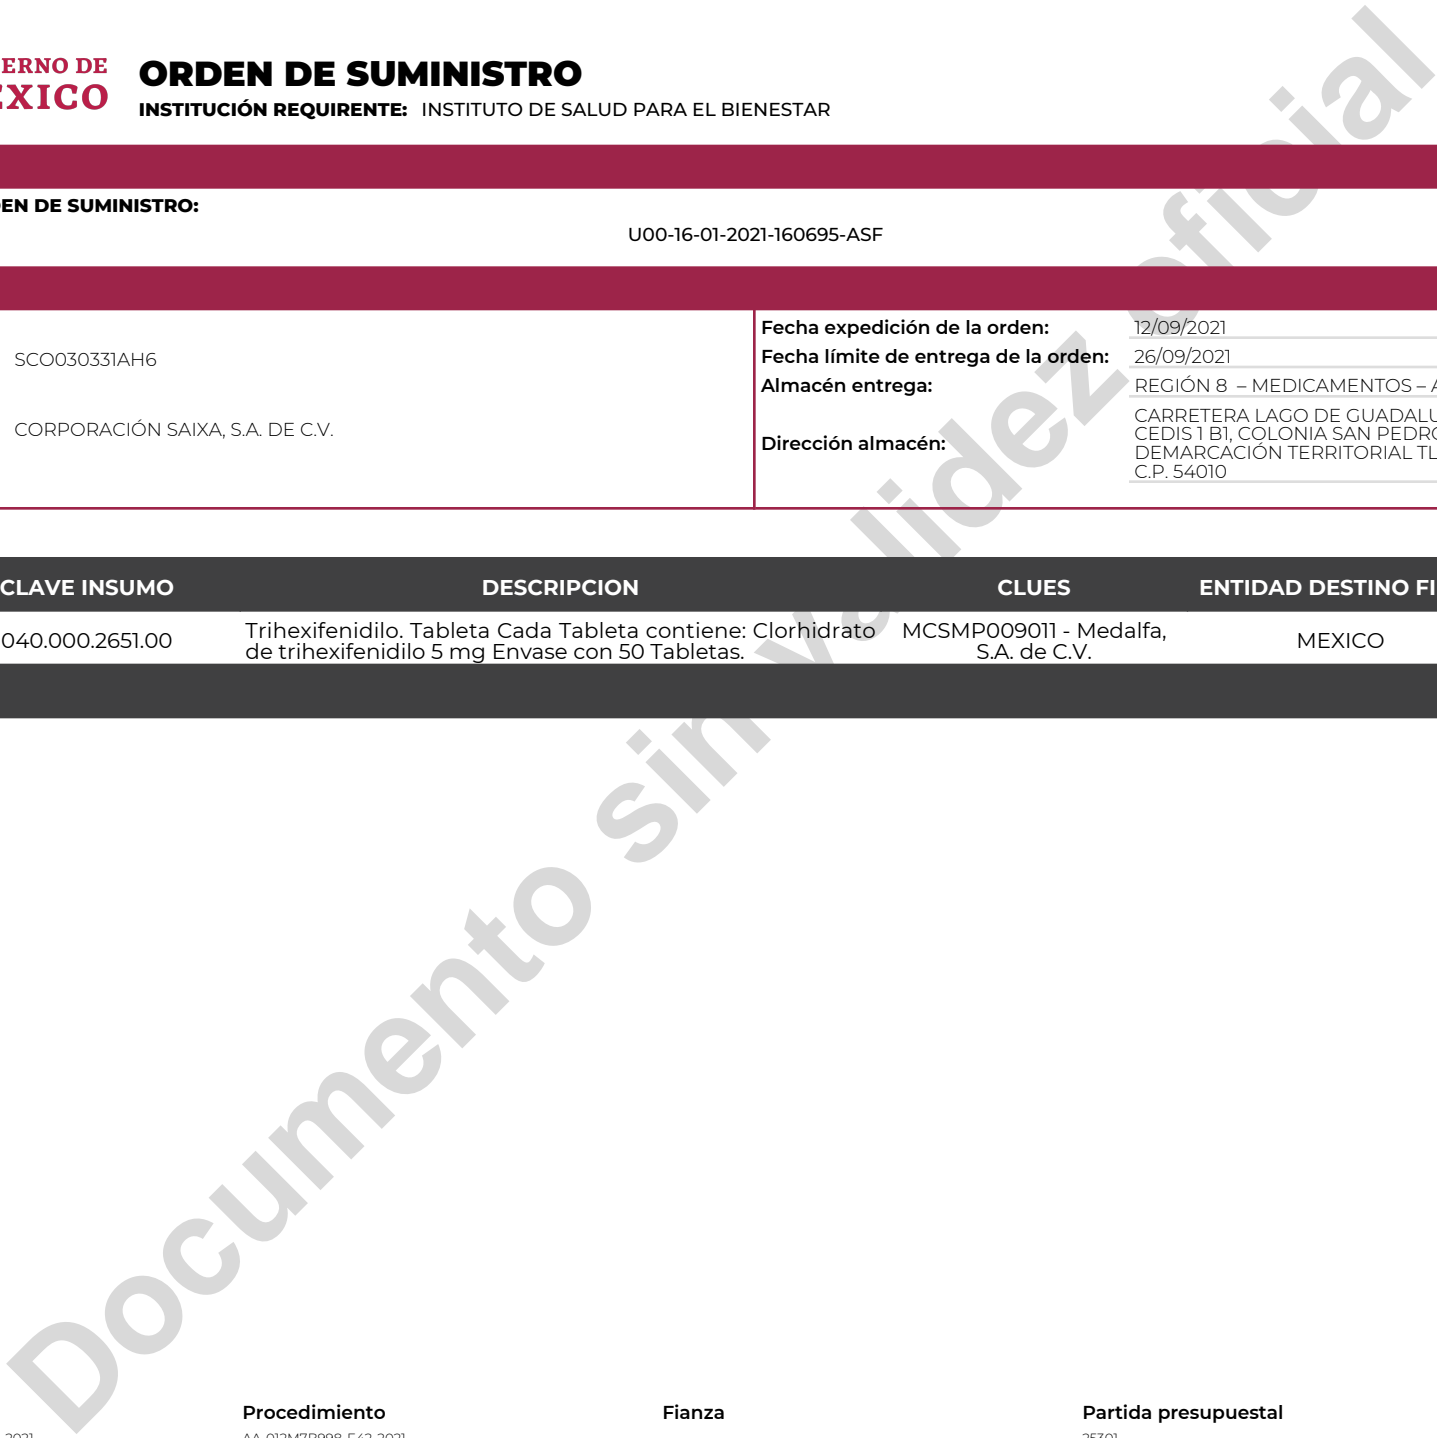 ERNO DE
EXICO
ORDEN DE SUMINISTRO
INSTITUCIÓN REQUIRENTE: INSTITUTO DE SALUD PARA EL BIENESTAR
EN DE SUMINISTRO:
U00-16-01-2021-160695-ASF
SCO030331AH6
CORPORACIÓN SAIXA, S.A. DE C.V.
Fecha expedición de la orden: 12/09/2021
Fecha límite de entrega de la orden: 26/09/2021
Almacén entrega: REGIÓN 8 – MEDICAMENTOS – A
Dirección almacén:
CARRETERA LAGO DE GUADALU
CEDIS 1 B1, COLONIA SAN PEDRO
DEMARCACIÓN TERRITORIAL TL
C.P. 54010
CLAVE INSUMO DESCRIPCION CLUES ENTIDAD DESTINO FI
040.000.2651.00
Trihexifenidilo. Tableta Cada Tableta contiene: Clorhidrato
de trihexifenidilo 5 mg Envase con 50 Tabletas.
MCSMP009011 - Medalfa,
S.A. de C.V.
MEXICO
Documento sin validez oficial
Procedimiento Fianza Partida presupuestal